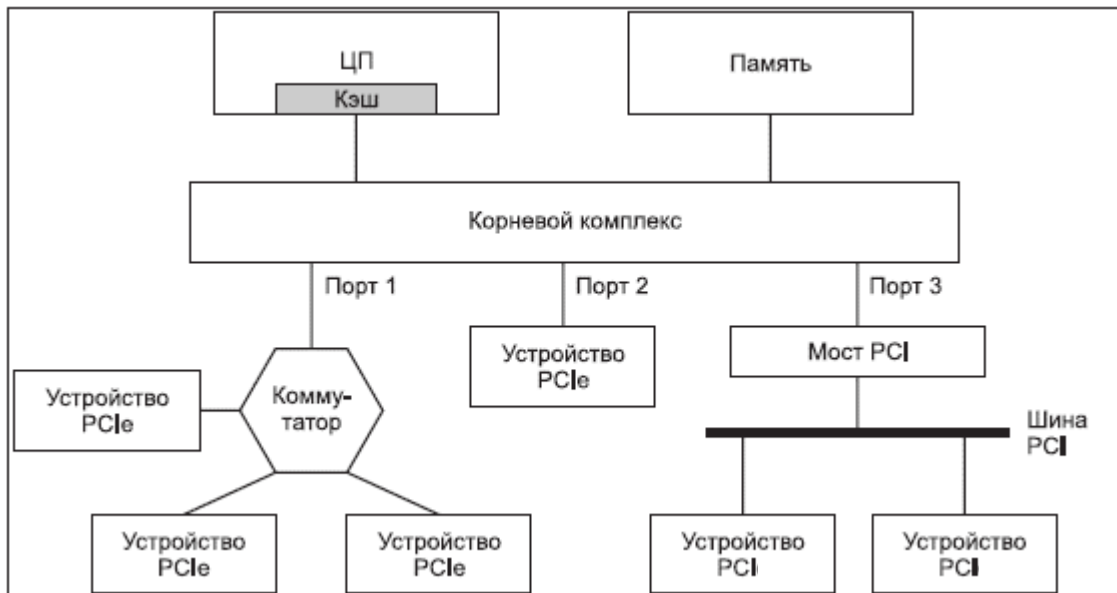 ЦП
Кэш
Память
Корневой комплекс
Порт 1
Порт 2
Порт 3
Устройство
PCIe
Комму-
татор
Устройство
PCIe
Мост PCI
Шина
PCI
Устройство
PCIe
Устройство
PCIe
Устройство
PCI
Устройство
PCI